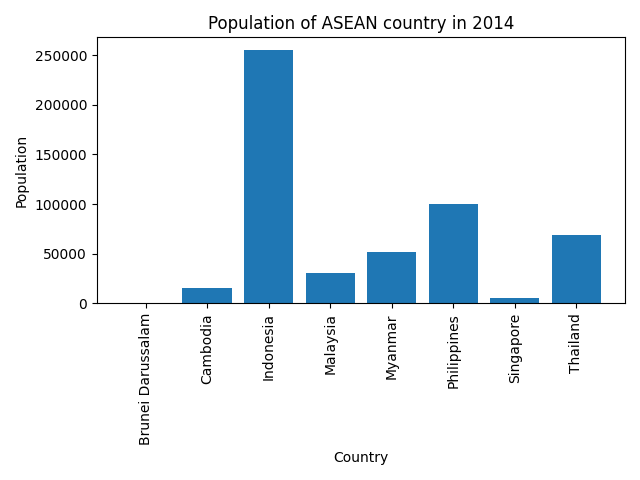 Population of ASEAN country in 2014
Population
250000
200000
150000
100000
50000
0
Brunei Darussalam
Cambodia
Indonesia
Malaysia
Myanmar
Philippines
Singapore
Thailand
Country